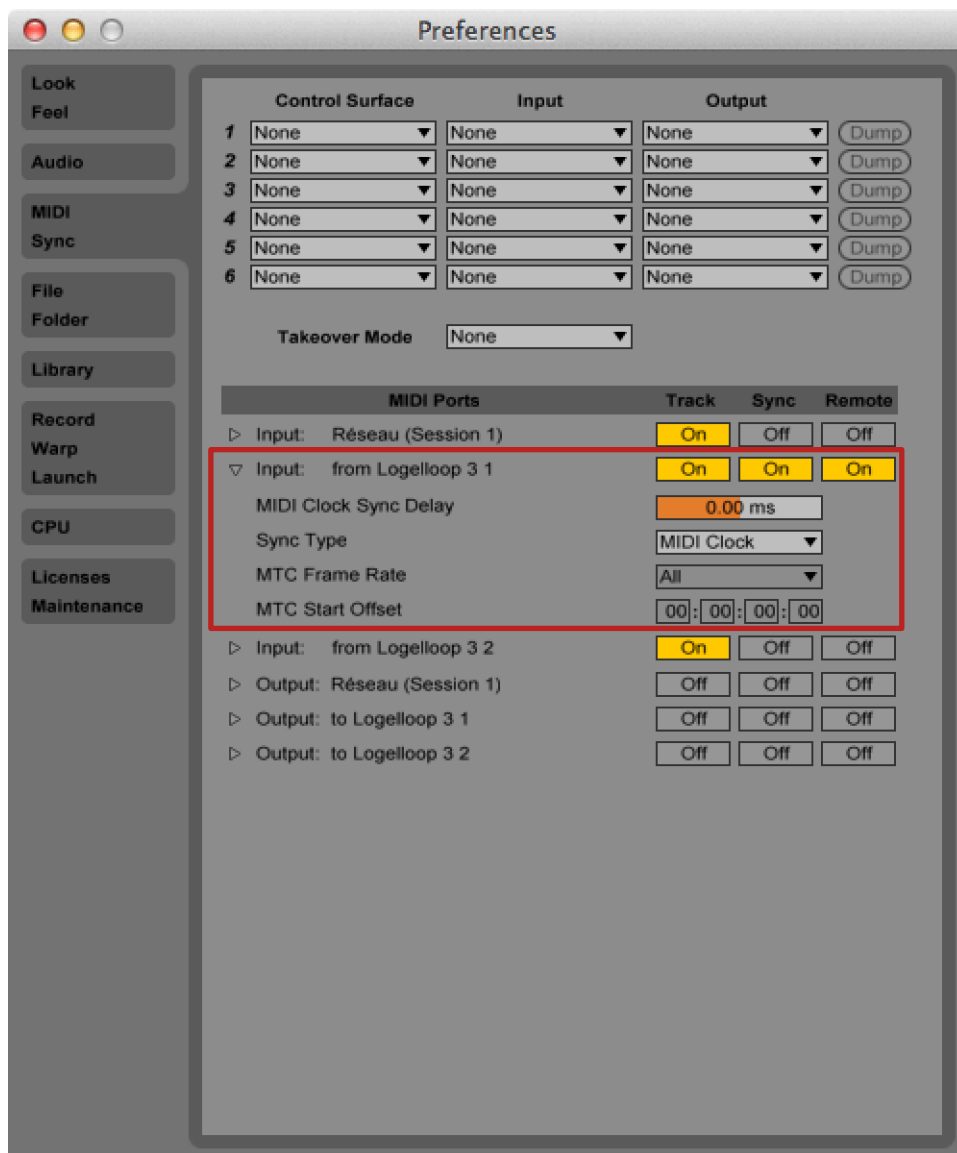 Preferences
Look
Feel
Audio
MIDI
Sync
File
Folder
Library
Record
Warp
Launch
CPU
Licenses
Maintenance
Control Surface Input Output
1 None None None Dump
2 None None None Dump
3 None None None Dump
4 None None None Dump
5 None None None Dump
6 None None None Dump
Takeover Mode None
MIDI Ports Track Sync Remote
Input: Réseau (Session 1) On Off Off
Input: from Logelloop 3 1 On On On
MIDI Clock Sync Delay 0.00 ms
Sync Type MIDI Clock
MTC Frame Rate All
MTC Start Offset 00 : 00 : 00 : 00
Input: from Logelloop 3 2 On Off Off
Output: Réseau (Session 1) Off Off Off
Output: to Logelloop 3 1 Off Off Off
Output: to Logelloop 3 2 Off Off Off